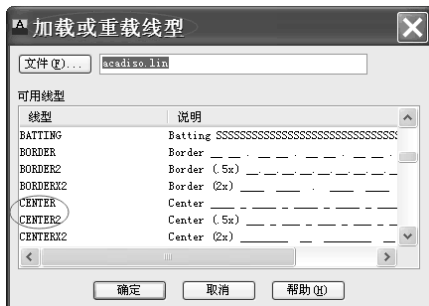 加载或重载线型
文件(F)... acadiso.lin
可用线型
线型 说明
BATTING Batting SSSSSSSSSSSSSSSSSSSSSSSSSSSSSS
BORDER Border __ __ . __ __ . __ __ . __ __ .
BORDER2 Border (.5x) __.__.__.__.__.__.__.
BORDERX2 Border (2x) ____ ____ . ____ ____
CENTER Center ____ _ ____ _ ____ _ ____
CENTER2 Center (.5x) ___ _ ___ _ ___ _ ___
CENTERX2 Center (2x) ________ __ ________
确定 取消 帮助(H)